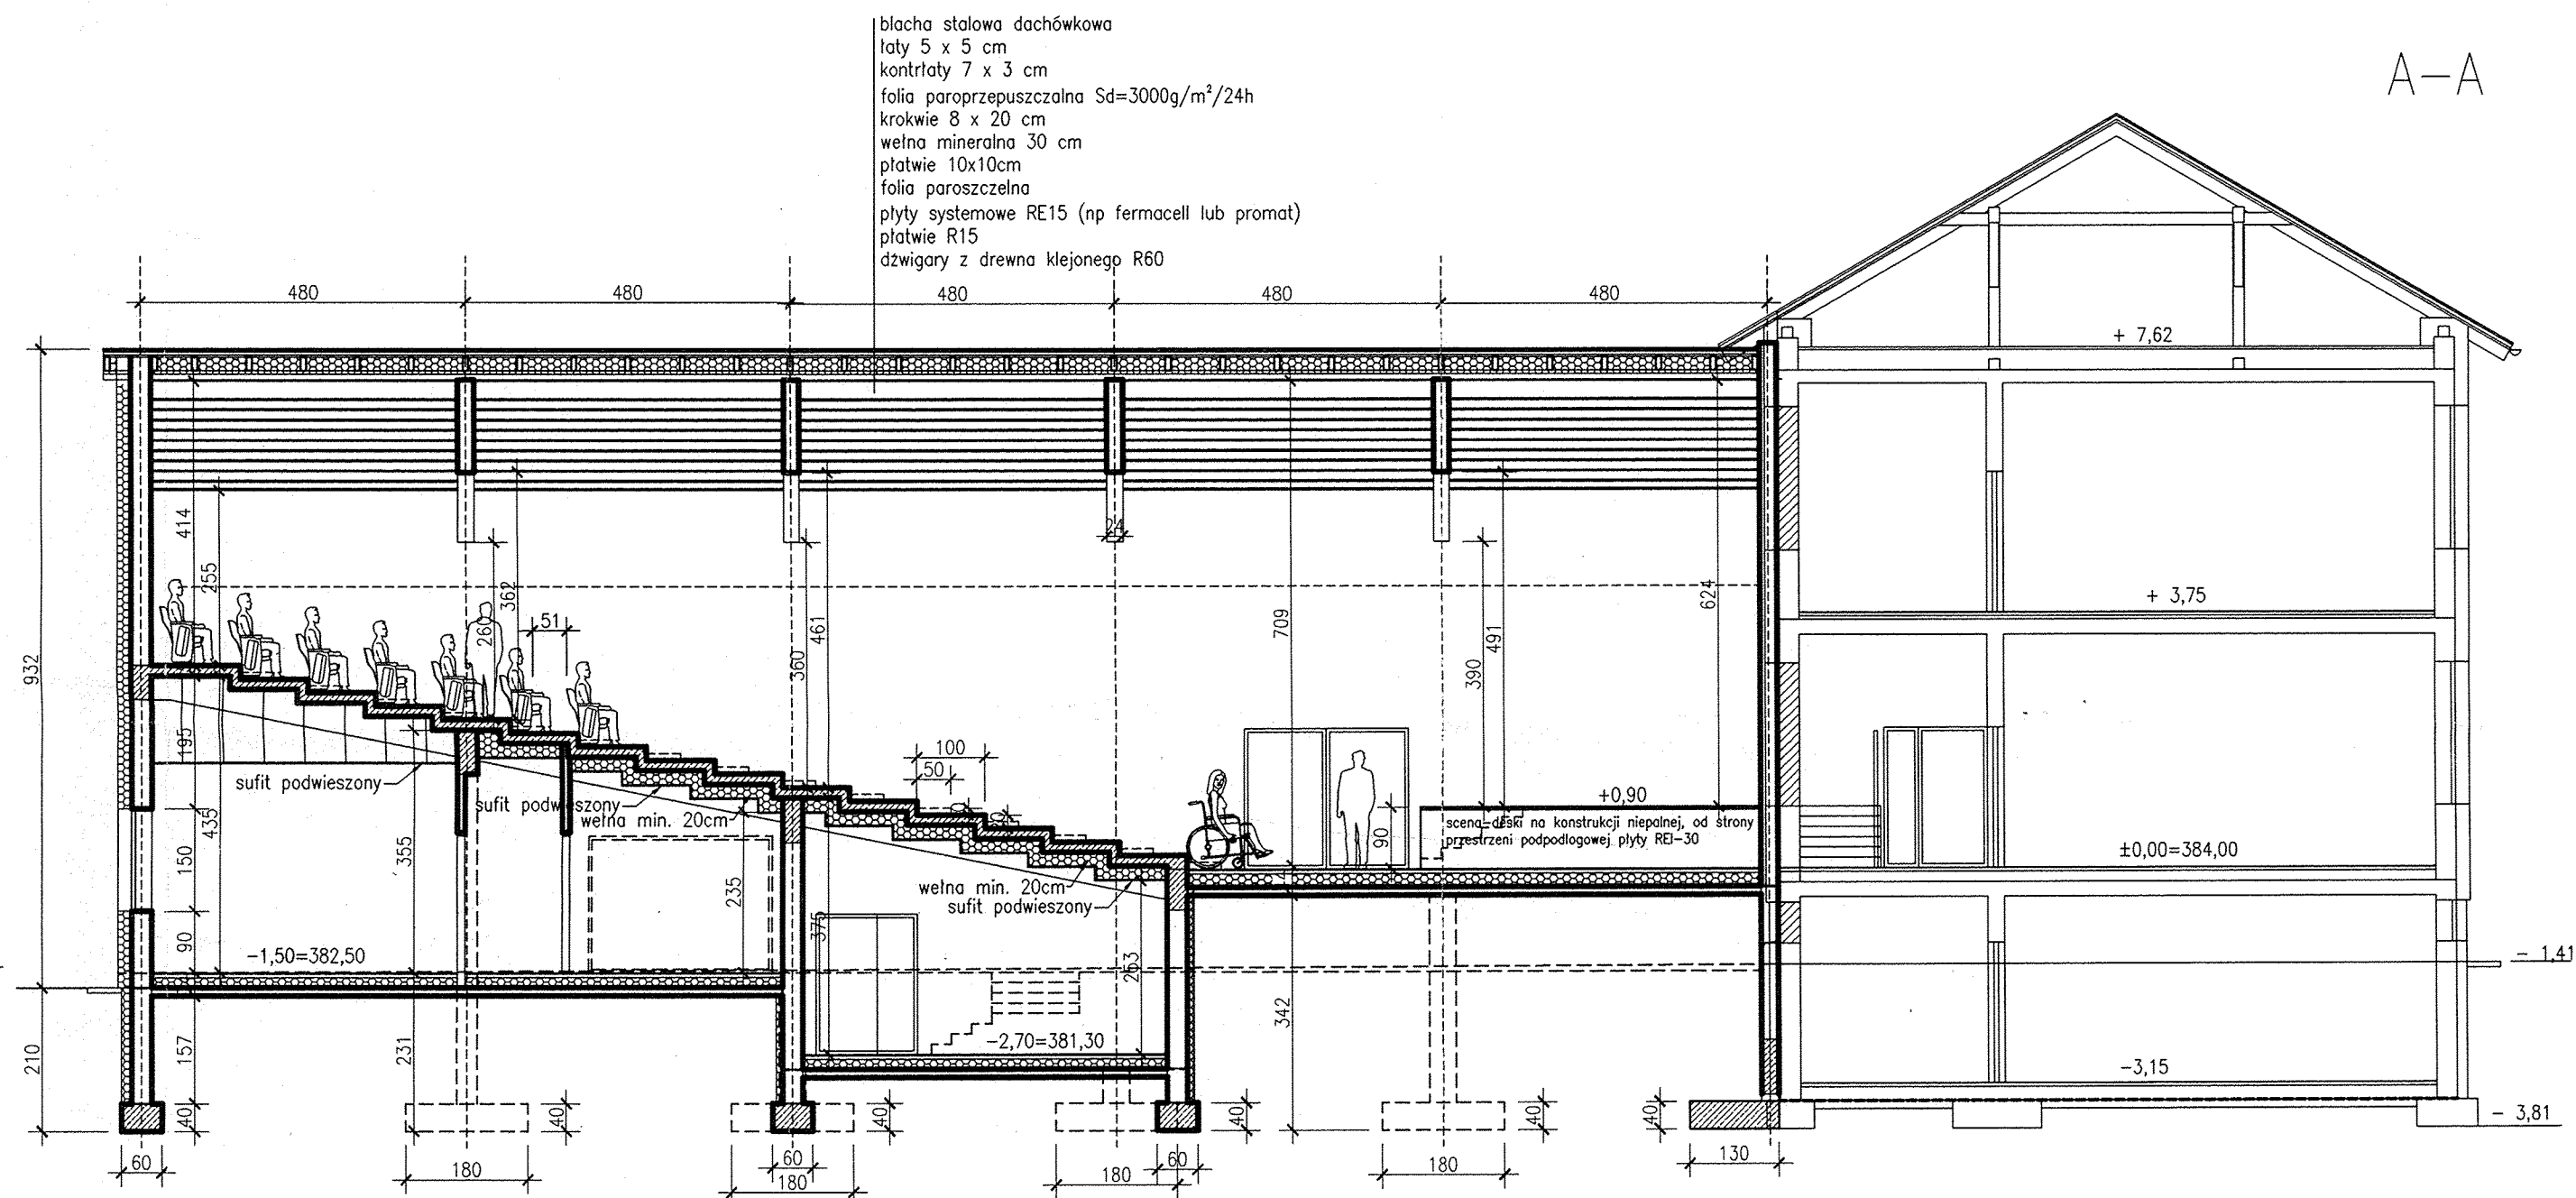 blacha stalowa dachówkowa
łaty 5 x 5 cm
kontrłaty 7 x 3 cm
folia paroprzepuszczalna Sd=3000g/m²/24h
krokwie 8 x 20 cm
wełna mineralna 30 cm
płatwie 10x10cm
folia paroszczelna
płyty systemowe RE15 (np fermacell lub promat)
płatwie R15
dźwigary z drewna klejonego R60
A-A
480 480 480 480 480
+ 7,62
932
414
255
362
51
461
360
24
709
390
491
624
+ 3,75
195
435
sufit podwieszony
sufit podwieszony
wełna min. 20cm
100
50
+0,90
90
scena-deski na konstrukcji niepalnej, od strony
przestrzeni podpodlogowej płyty REI-30
±0,00=384,00
150
355
235
wełna min. 20cm
sufit podwieszony
90
-1,50=382,50
253
- 1,41
210
157
231
-2,70=381,30
342
-3,15
40 40 40 40 40 40
- 3,81
60 180 60 180 180 60 180 130